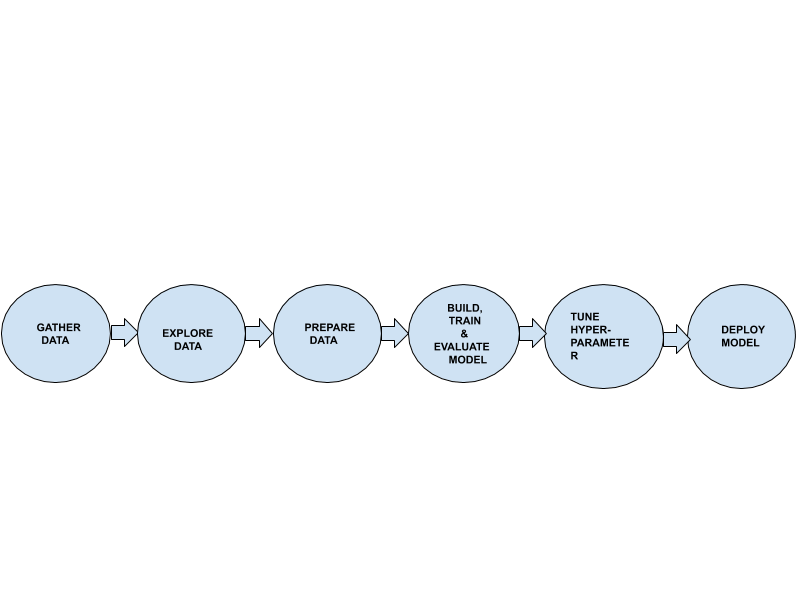 GATHER
DATA
EXPLORE
DATA
PREPARE
DATA
BUILD,
TRAIN
&
EVALUATE
MODEL
TUNE
HYPER-
PARAMETE
R
DEPLOY
MODEL